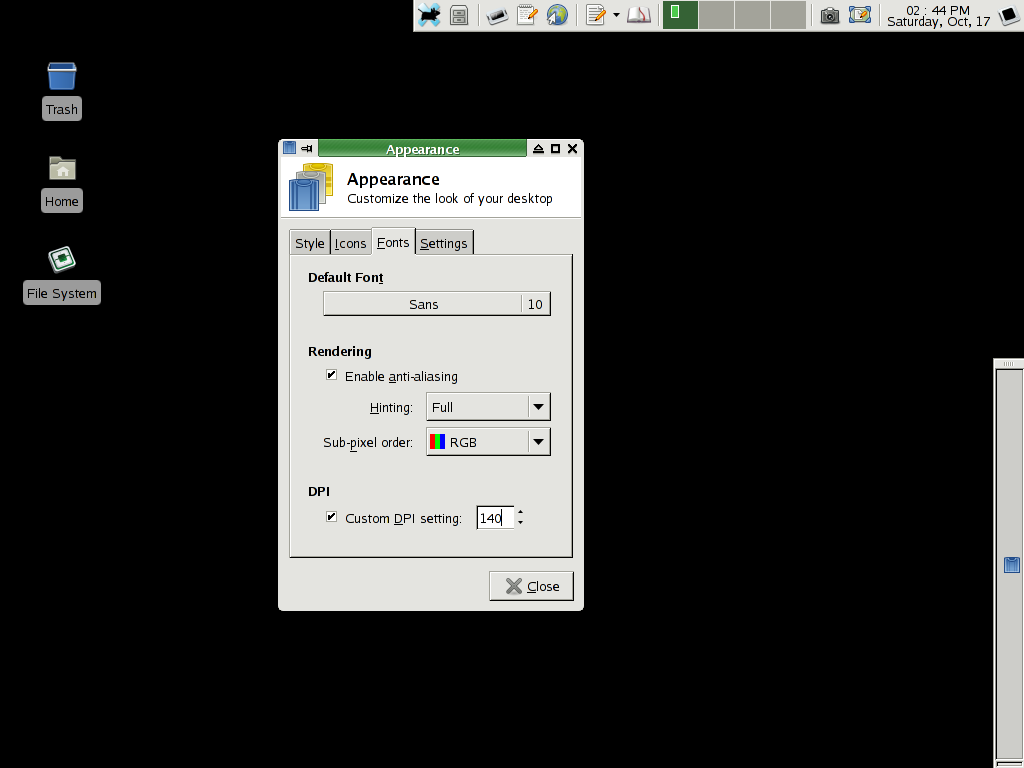 02 : 44 PM
Saturday, Oct, 17
Trash
Home
File System
Appearance
Appearance
Customize the look of your desktop
Style Icons Fonts Settings
Default Font
Sans 10
Rendering
Enable anti-aliasing
Hinting: Full
Sub-pixel order: RGB
DPI
Custom DPI setting: 140
Close